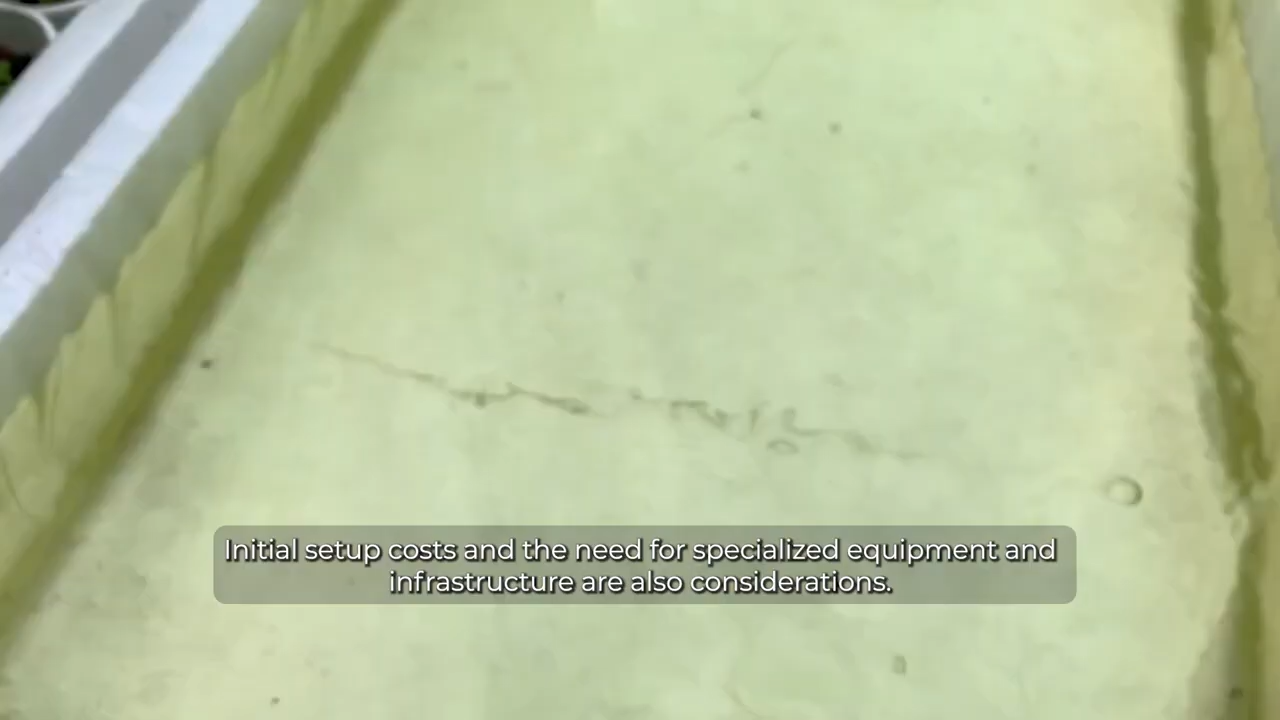 Initial setup costs and the need for specialized equipment and
infrastructure are also considerations.